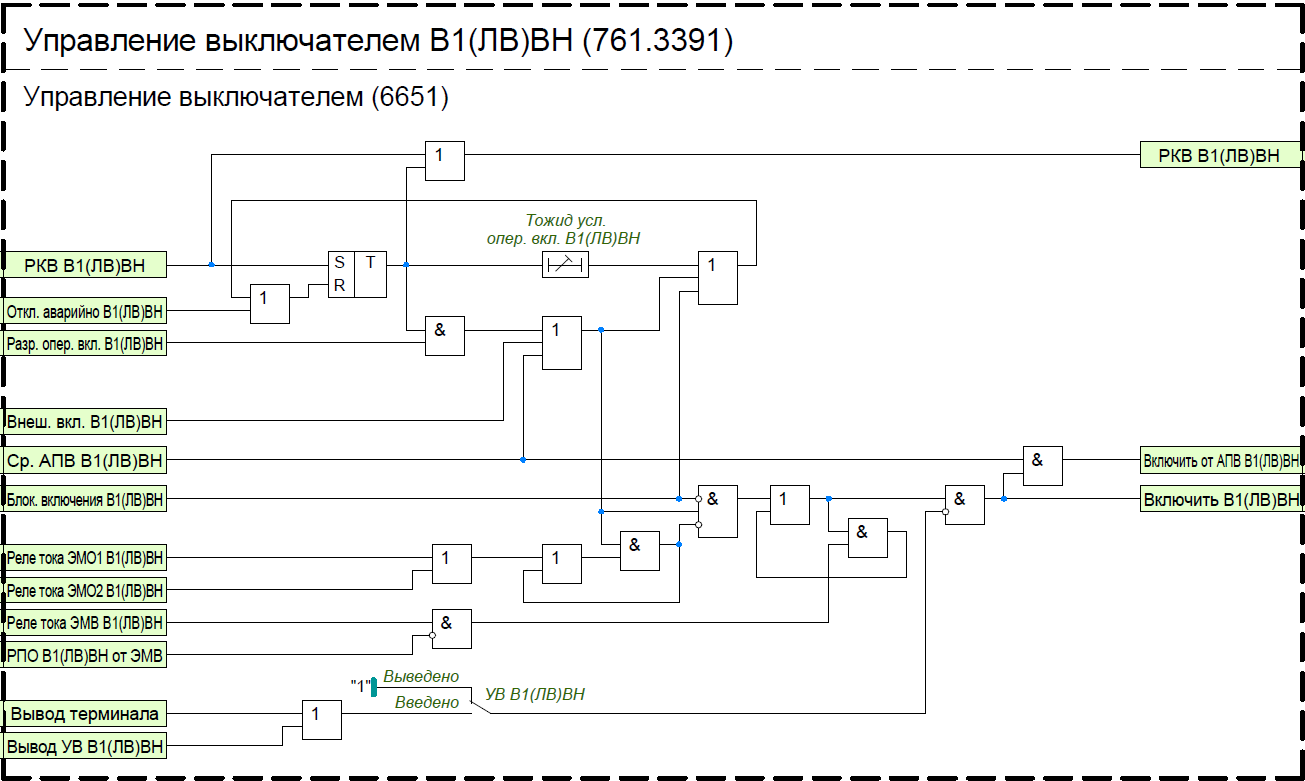 Управление выключателем В1(ЛВ)ВН (761.3391)
Управление выключателем (6651)
1
РКВ В1(ЛВ)ВН
Тожид усл.
опер. вкл. В1(ЛВ)ВН
РКВ В1(ЛВ)ВН
S T
R
1
1
Откл. аварийно В1(ЛВ)ВН
Разр. опер. вкл. В1(ЛВ)ВН
&
1
Внеш. вкл. В1(ЛВ)ВН
Ср. АПВ В1(ЛВ)ВН
&
Включить от АПВ В1(ЛВ)ВН
Блок. включения В1(ЛВ)ВН
&
1
&
Включить В1(ЛВ)ВН
&
&
Реле тока ЭМО1 В1(ЛВ)ВН
1
1
Реле тока ЭМО2 В1(ЛВ)ВН
Реле тока ЭМВ В1(ЛВ)ВН
&
РПО В1(ЛВ)ВН от ЭМВ
"1"
Выведено
УВ В1(ЛВ)ВН
Введено
Вывод терминала
1
Вывод УВ В1(ЛВ)ВН